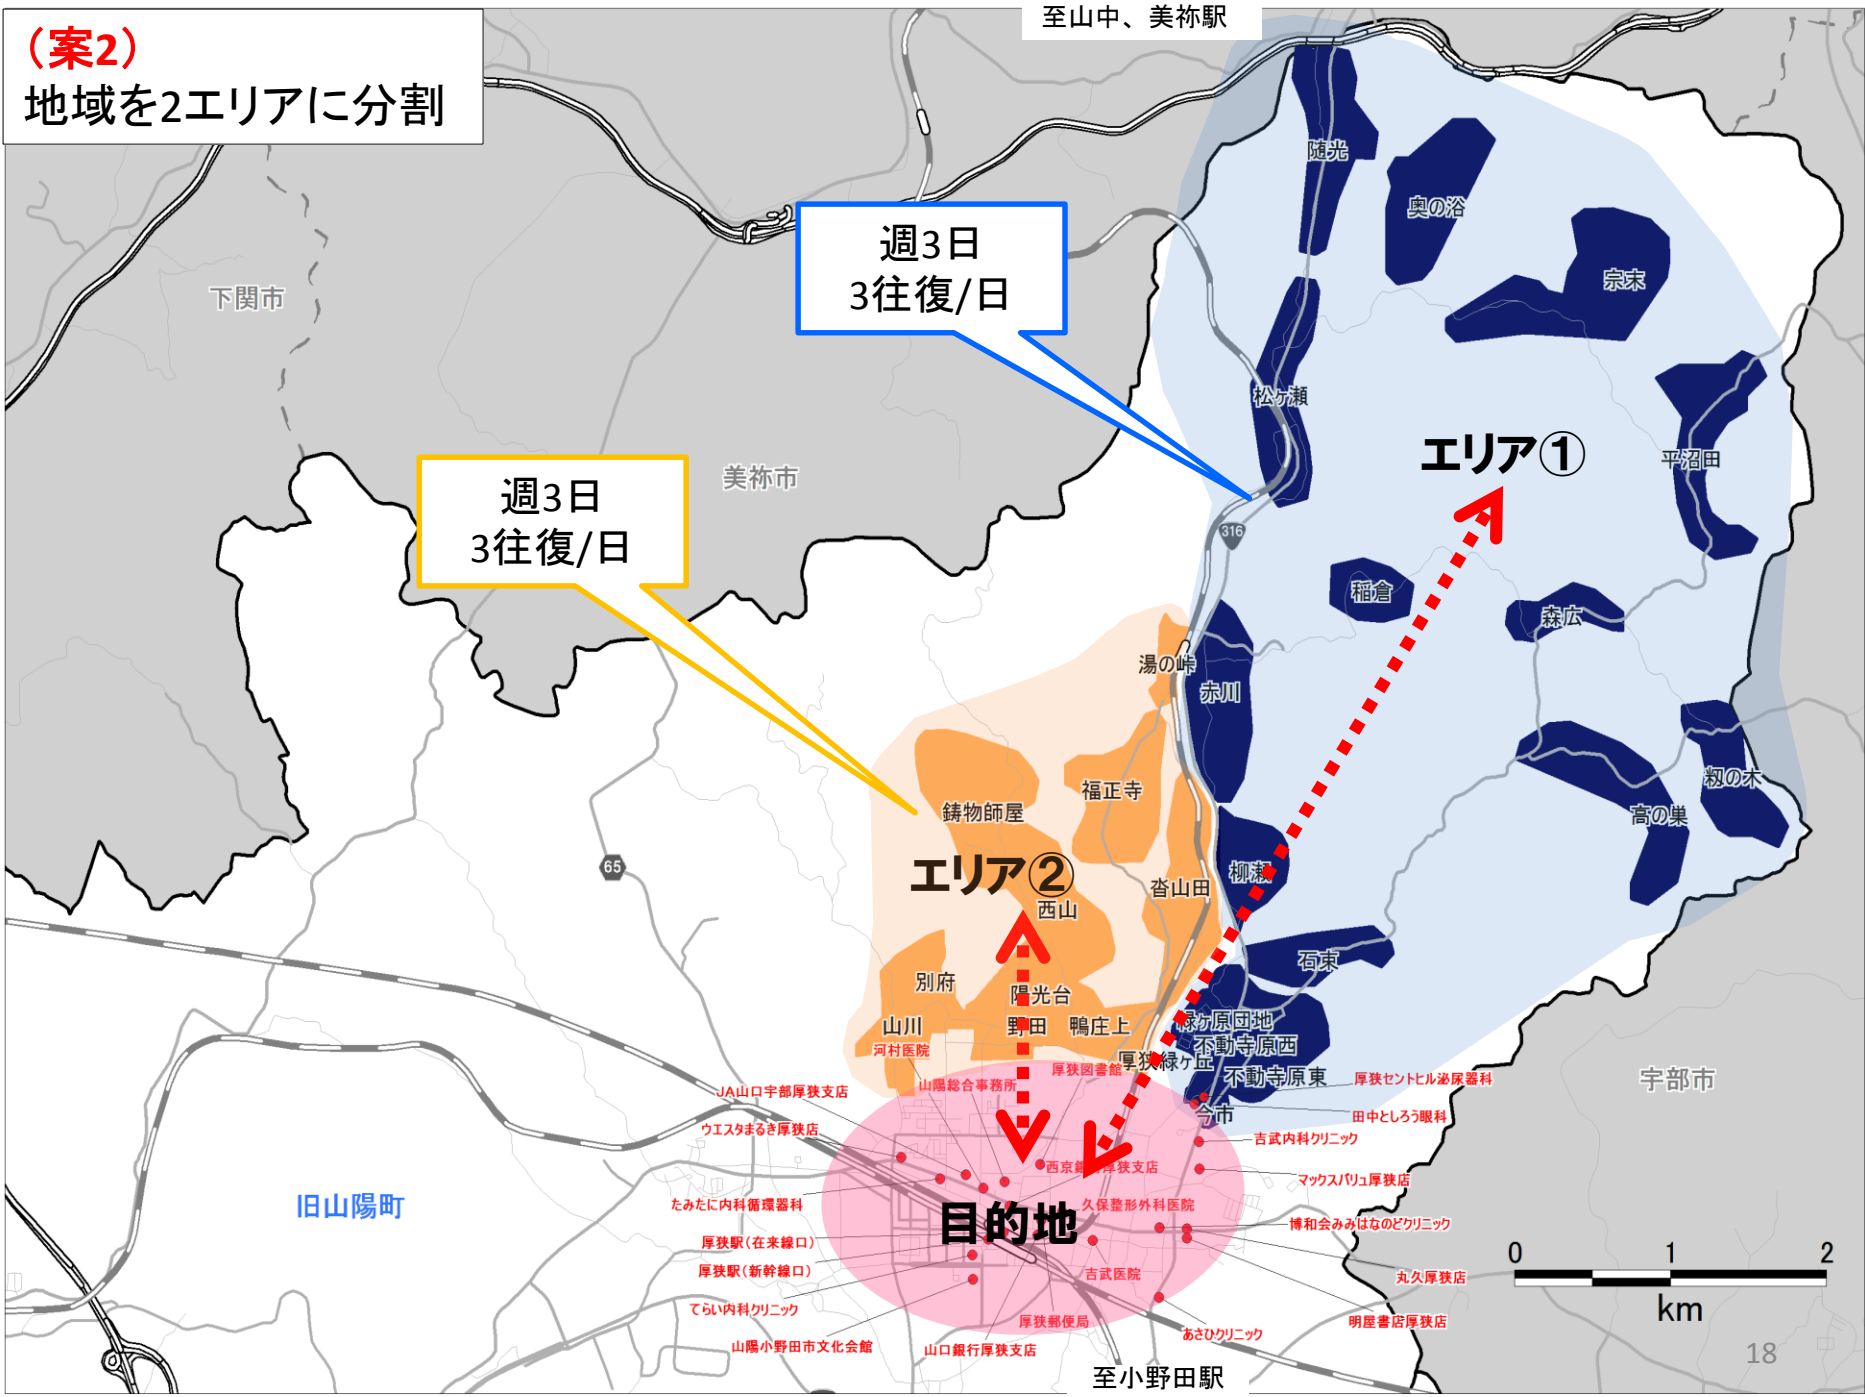 至山中、美祢駅
（案2）
地域を2エリアに分割
随光
奥の浴
週3日
3往復/日
宗末
下関市
松ヶ瀬
エリア①
平沼田
美祢市
週3日
3往復/日
316
稲倉
森広
湯の峠
赤川
福正寺
籾の木
鋳物師屋
高の巣
65
エリア②
柳瀬
沓山田
西山
石束
別府
陽光台
山川
野田
鴨庄上
緑ヶ原団地
不動寺原西
河村医院
厚狭図書館
厚狭緑ヶ丘
不動寺原東
厚狭セントヒル泌尿器科
宇部市
JA山口宇部厚狭支店
山陽総合事務所
今市
田中としろう眼科
ウエスタまるき厚狭店
吉武内科クリニック
西京銀行厚狭支店
マックスバリュ厚狭店
旧山陽町
たみたに内科循環器科
久保整形外科医院
目的地
博和会みみはなのどクリニック
厚狭駅（在来線口）
厚狭駅（新幹線口）
吉武医院
丸久厚狭店
0 1 2
km
てらい内科クリニック
厚狭郵便局
明屋書店厚狭店
あさひクリニック
山陽小野田市文化会館
山口銀行厚狭支店
至小野田駅
18